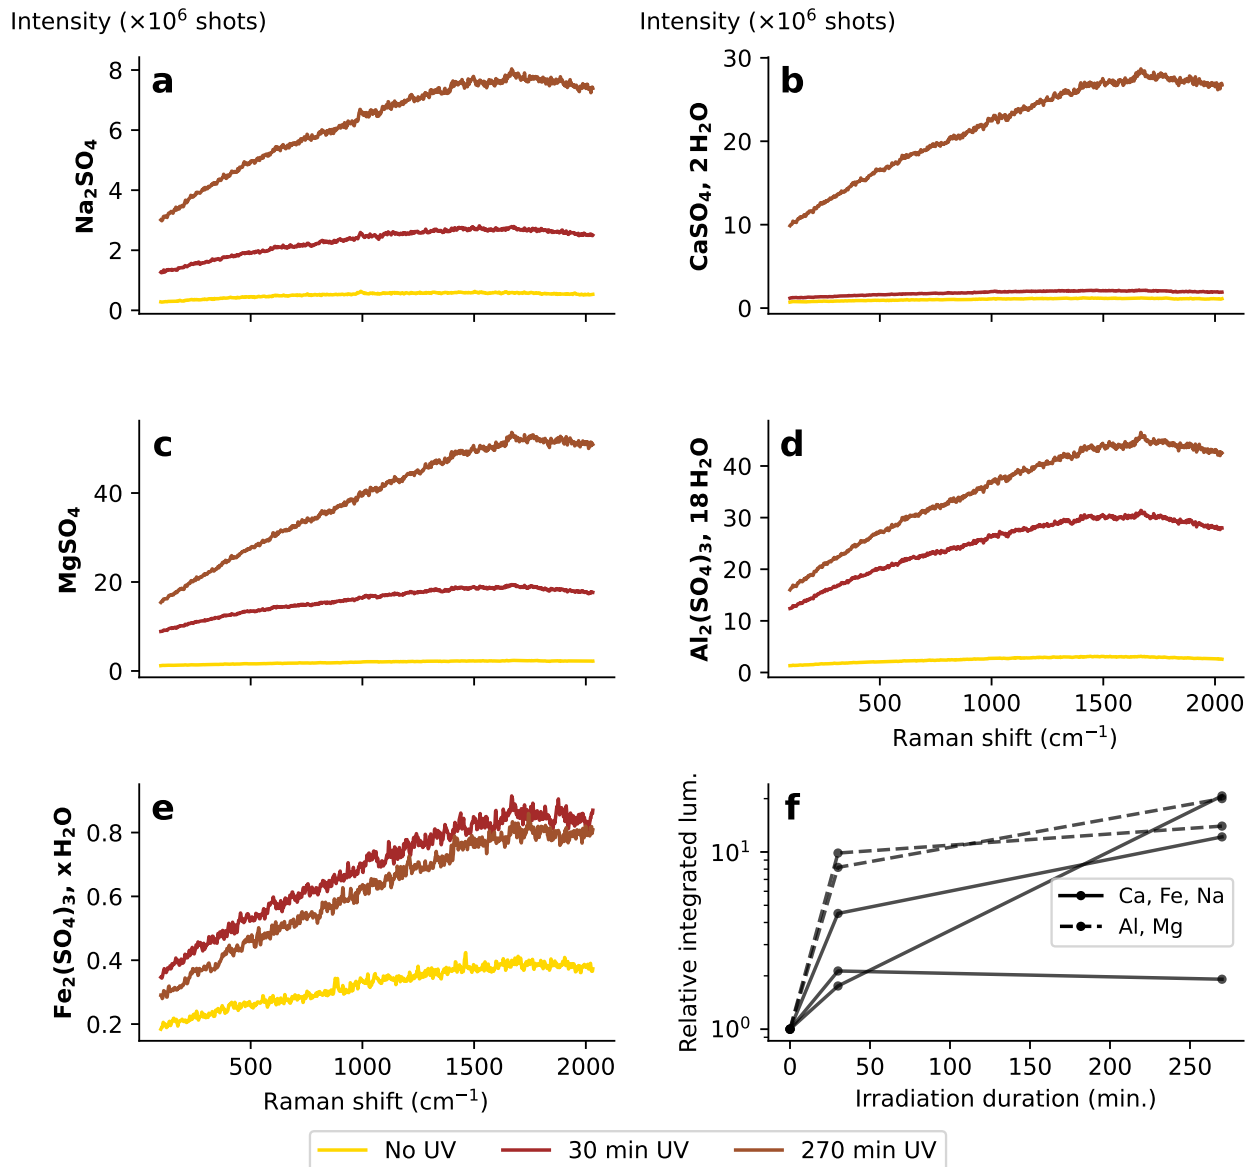 Intensity (×10⁶ shots)
Intensity (×10⁶ shots)
a
Na₂SO₄
8
6
4
2
0
b
CaSO₄, 2 H₂O
30
20
10
0
c
MgSO₄
40
20
0
d
Al₂(SO₄)₃, 18 H₂O
40
30
20
10
0
500 1000 1500 2000
Raman shift (cm⁻¹)
e
Fe₂(SO₄)₃, x H₂O
0.8
0.6
0.4
0.2
500 1000 1500 2000
Raman shift (cm⁻¹)
f
Relative integrated lum.
10¹
10⁰
Ca, Fe, Na
Al, Mg
0 50 100 150 200 250
Irradiation duration (min.)
No UV 30 min UV 270 min UV